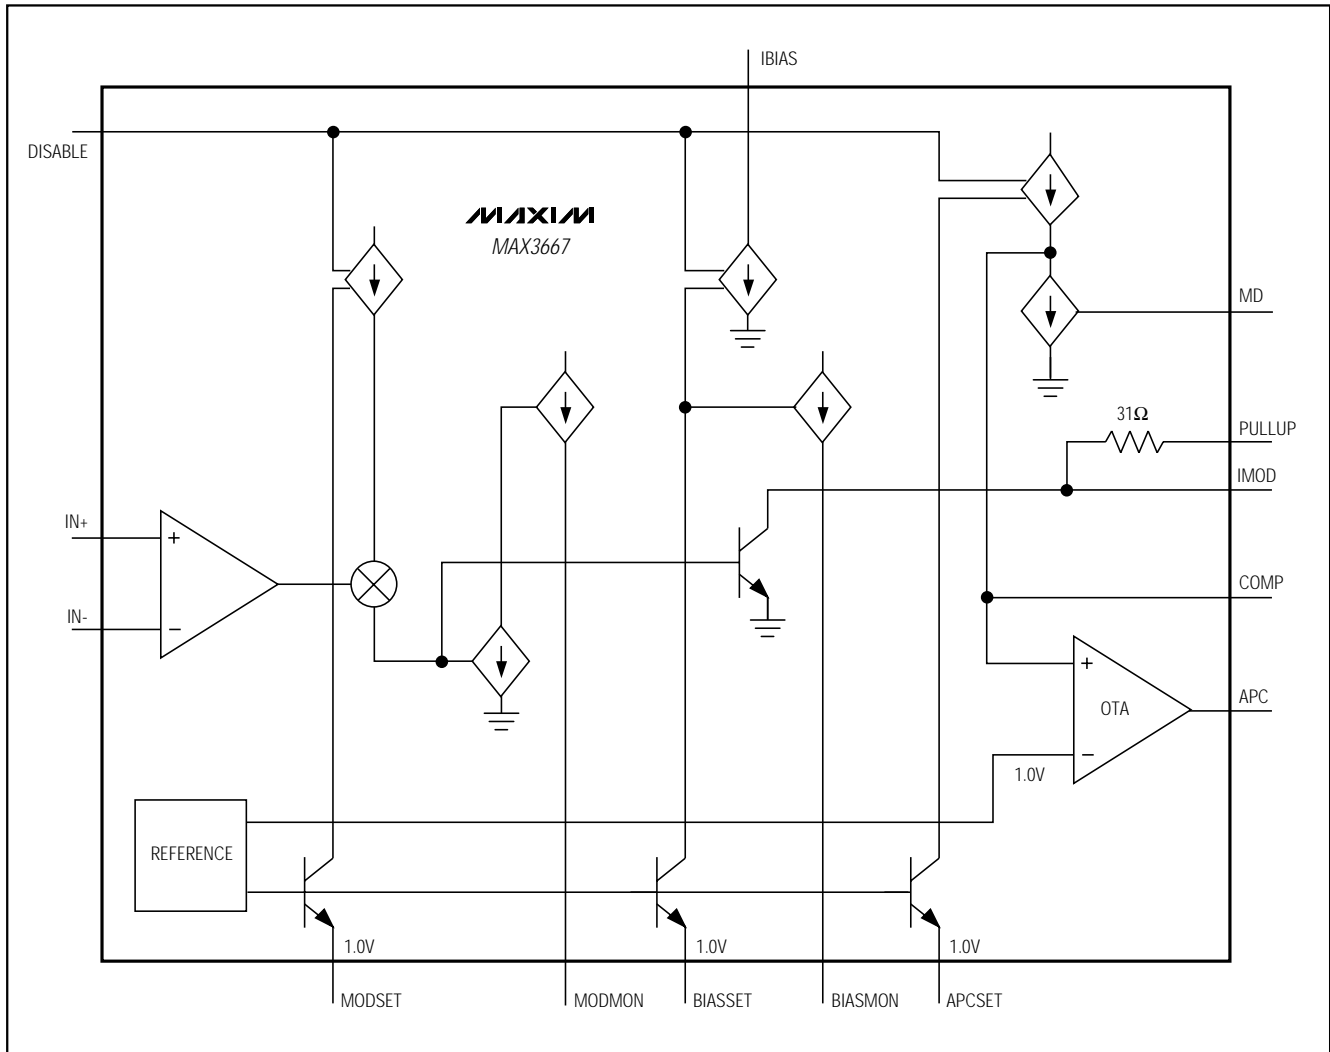 IBIAS
DISABLE
MAXIM
MAX3667
MD
31Ω
PULLUP
IMOD
IN+
+
COMP
IN-
−
+
OTA
APC
−
1.0V
REFERENCE
1.0V
1.0V
1.0V
MODSET
MODMON
BIASSET
BIASMON
APCSET